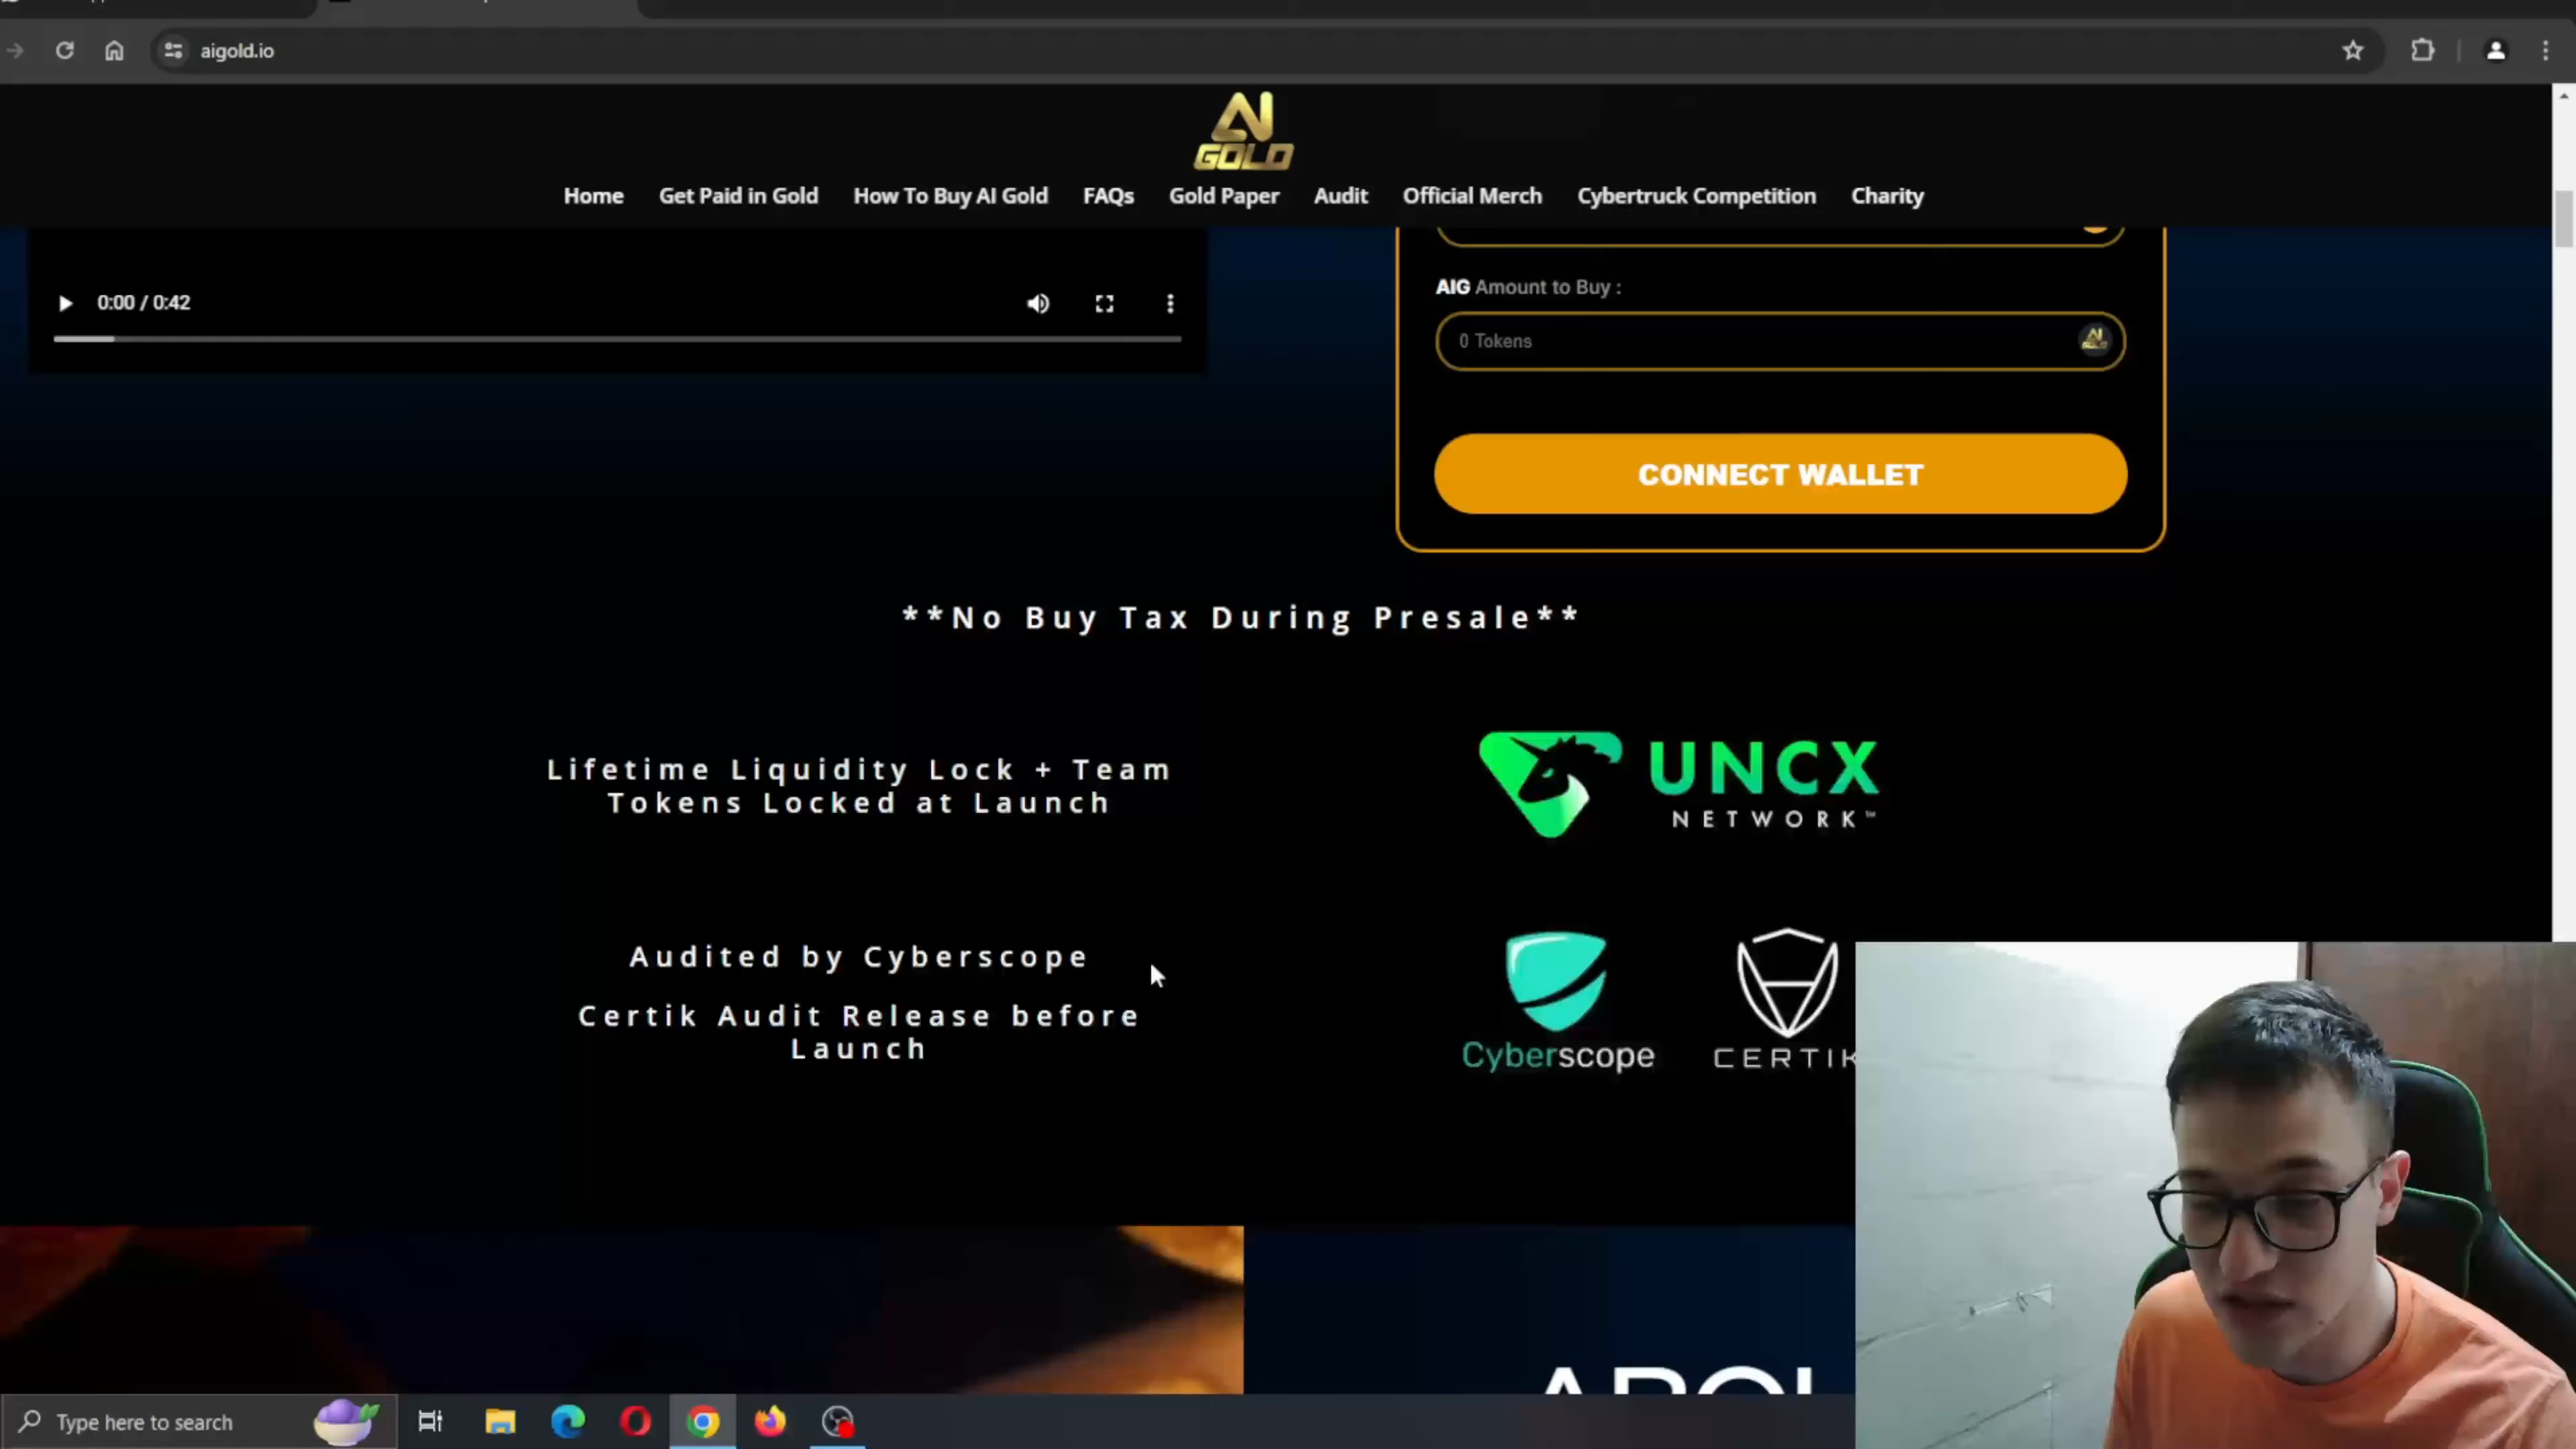 aigold.io
AI
GOLD
Home Get Paid in Gold How To Buy AI Gold FAQs Gold Paper Audit Official Merch Cybertruck Competition Charity
0:00 / 0:42
AIG Amount to Buy :
0 Tokens
CONNECT WALLET
**No Buy Tax During Presale**
Lifetime Liquidity Lock + Team
Tokens Locked at Launch
UNCX
NETWORK™
Audited by Cyberscope
Certik Audit Release before
Launch
Cyberscope
CERTIK
Type here to search